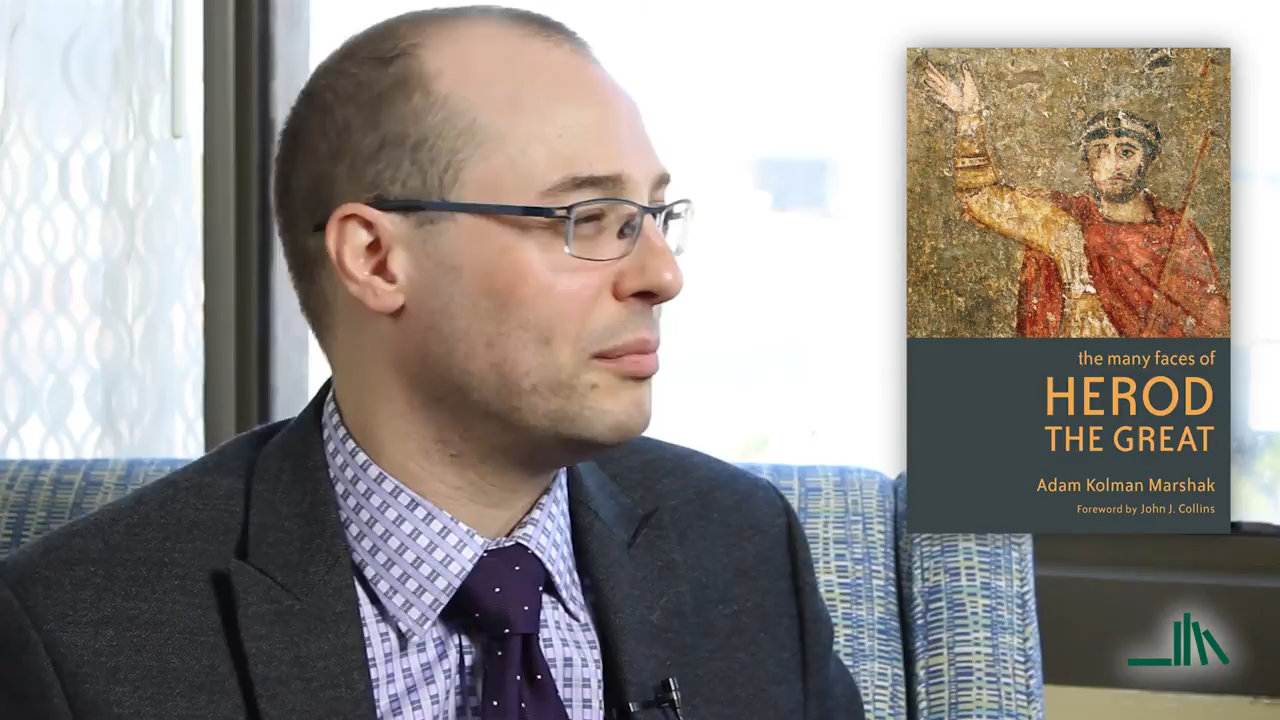 the many faces of
HEROD
THE GREAT
Adam Kolman Marshak
Foreword by John J. Collins